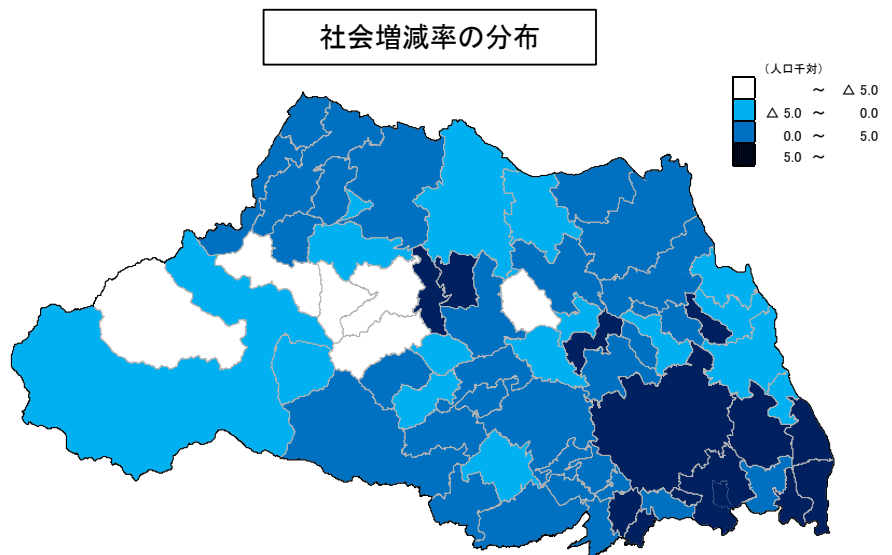 社会増減率の分布
（人口千対）
～ △ 5.0
△ 5.0 ～ 0.0
0.0 ～ 5.0
5.0 ～